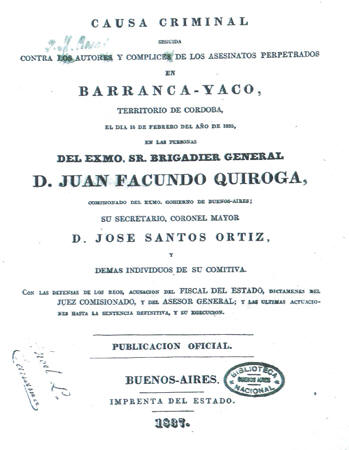 CAUSA CRIMINAL
SEGUIDA
CONTRA LOS AUTORES Y COMPLICES DE LOS ASESINATOS PERPETRADOS
EN
BARRANCA-YACO,
TERRITORIO DE CORDOBA,
EL DIA 16 DE FEBRERO DEL AÑO DE 1835,
EN LAS PERSONAS
DEL EXMO. SR. BRIGADIER GENERAL
D. JUAN FACUNDO QUIROGA,
COMISIONADO DEL EXMO. GOBIERNO DE BUENOS-AIRES;
SU SECRETARIO, CORONEL MAYOR
D. JOSE SANTOS ORTIZ,
Y
DEMAS INDIVIDUOS DE SU COMITIVA.
CON LAS DEFENSAS DE LOS REOS, ACUSACION DEL FISCAL DEL ESTADO, DICTAMENES DEL
JUEZ COMISIONADO, Y DEL ASESOR GENERAL; Y LAS ULTIMAS ACTUACIO-
NES HASTA LA SENTENCIA DEFINITIVA, Y SU EJECUCION.
PUBLICACION OFICIAL.
BUENOS-AIRES.
IMPRENTA DEL ESTADO.
1837.
BIBLIOTECA
BUENOS AIRES
NACIONAL